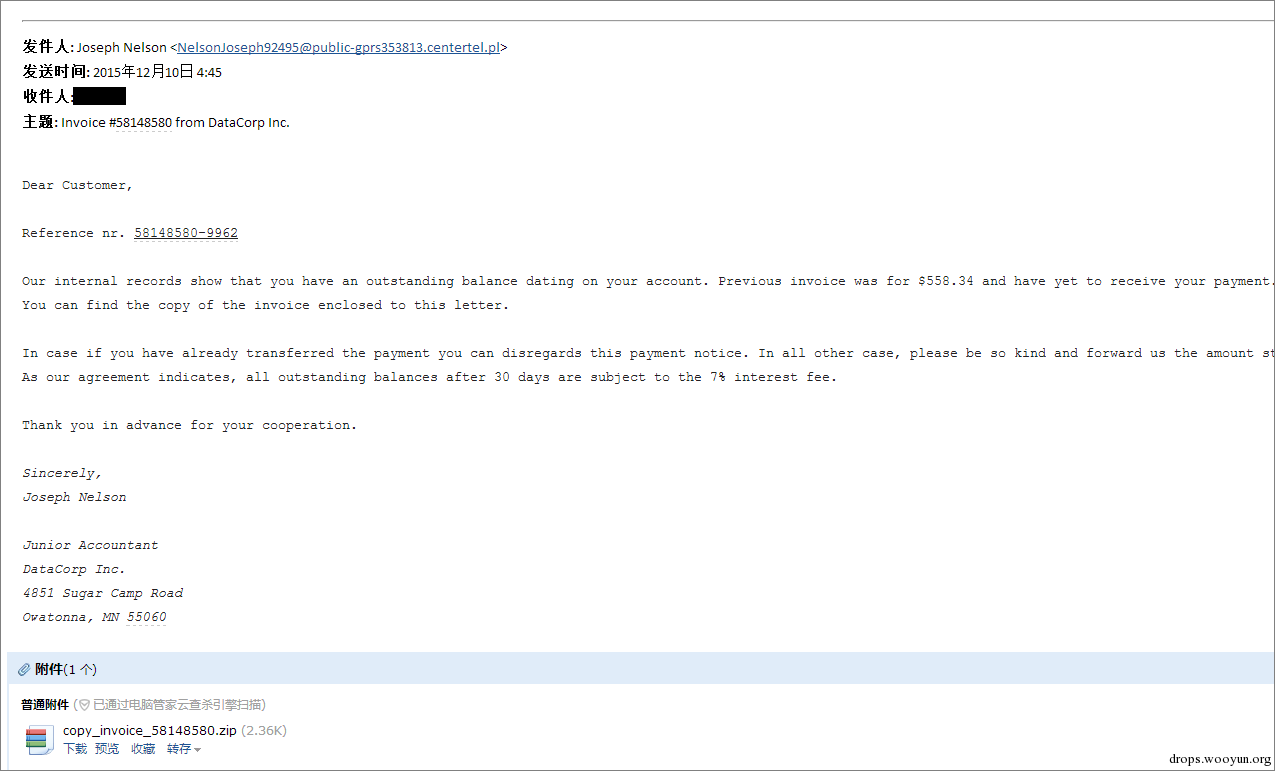 发件人: Joseph Nelson <NelsonJoseph92495@public-gprs353813.centertel.pl>
发送时间: 2015年12月10日 4:45
收件人:
主题: Invoice #58148580 from DataCorp Inc.
Dear Customer,
Reference nr. 58148580-9962
Our internal records show that you have an outstanding balance dating on your account. Previous invoice was for $558.34 and have yet to receive your payment.
You can find the copy of the invoice enclosed to this letter.
In case if you have already transferred the payment you can disregards this payment notice. In all other case, please be so kind and forward us the amount st
As our agreement indicates, all outstanding balances after 30 days are subject to the 7% interest fee.
Thank you in advance for your cooperation.
Sincerely,
Joseph Nelson
Junior Accountant
DataCorp Inc.
4851 Sugar Camp Road
Owatonna, MN 55060
附件(1 个)
普通附件 (已通过电脑管家云查杀引擎扫描)
copy_invoice_58148580.zip (2.36K)
下载 预览 收藏 转存
drops.wooyun.org